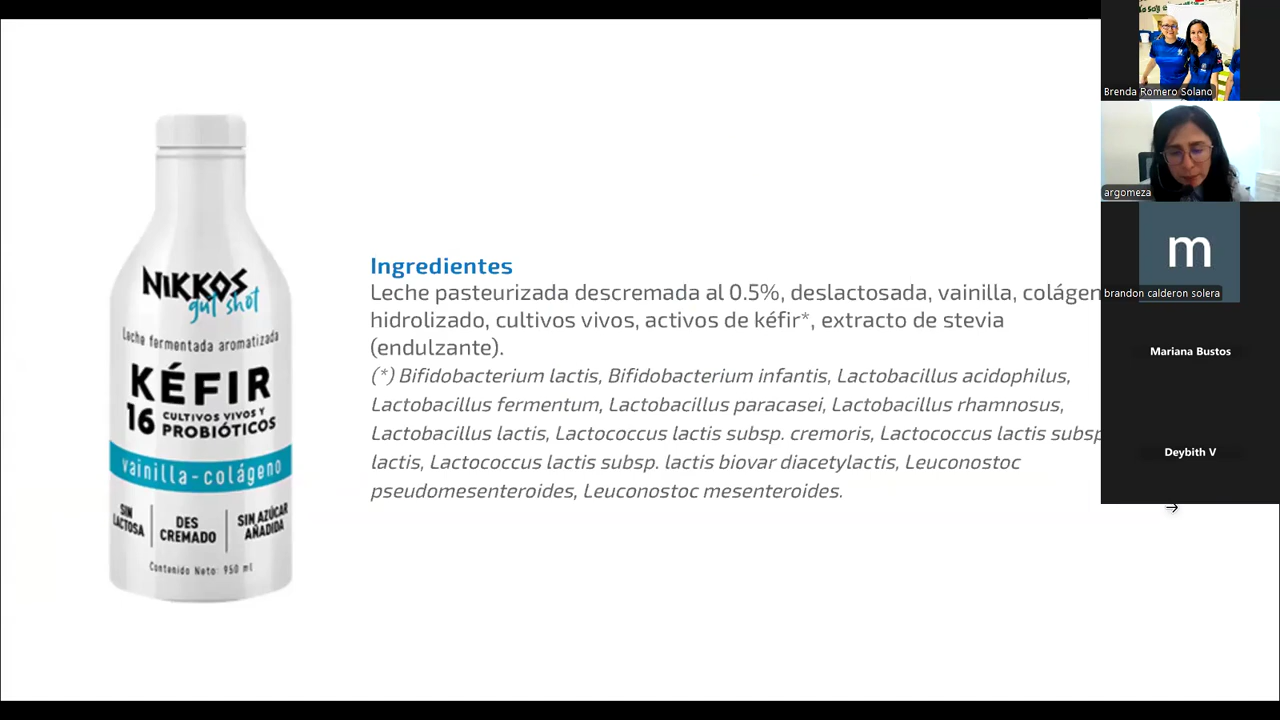 NIKKOS
gut shot
Leche fermentada aromatizada
KÉFIR
16 CULTIVOS VIVOS Y
PROBIÓTICOS
vainilla-colágeno
SIN LACTOSA
DES CREMADO
SIN AZÚCAR AÑADIDA
Contenido Neto: 950 ml
Ingredientes
Leche pasteurizada descremada al 0.5%, deslactosada, vainilla, colágen
hidrolizado, cultivos vivos, activos de kéfir*, extracto de stevia
(endulzante).
(*) Bifidobacterium lactis, Bifidobacterium infantis, Lactobacillus acidophilus,
Lactobacillus fermentum, Lactobacillus paracasei, Lactobacillus rhamnosus,
Lactobacillus lactis, Lactococcus lactis subsp. cremoris, Lactococcus lactis subsp
lactis, Lactococcus lactis subsp. lactis biovar diacetylactis, Leuconostoc
pseudomesenteroides, Leuconostoc mesenteroides.
Brenda Romero Solano
argomeza
m
brandon calderon solera
Mariana Bustos
Deybith V